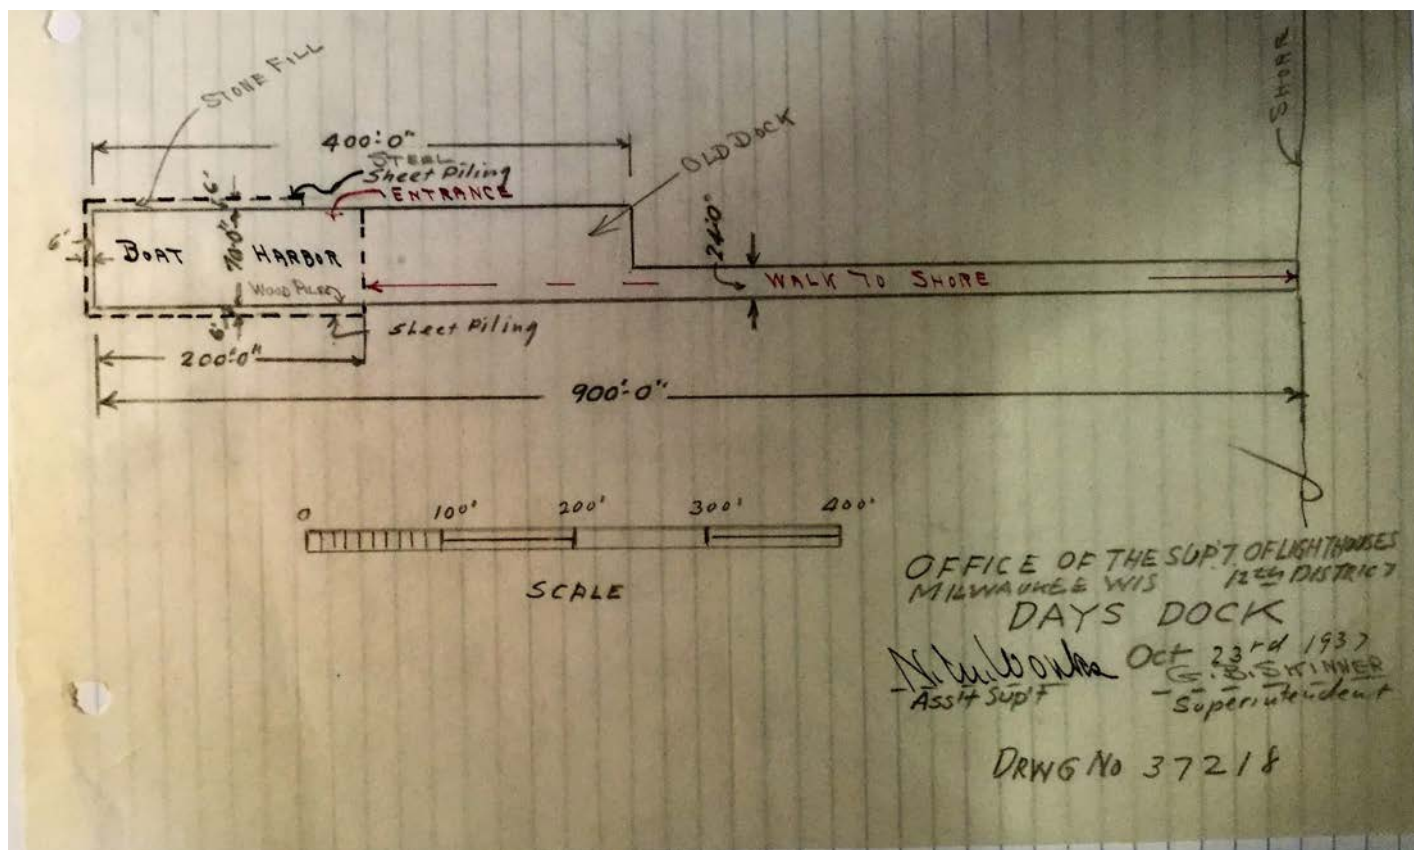 STONE FILL
SHOAR
400'-0"
STEEL
Sheet Piling
ENTRANCE
OLD DOCK
6'
6'
BOAT HARBOR
70'0"
24'0"
WALK TO SHORE
Wood Piling
6'
Sheet Piling
200'-0"
900'-0"
0 100' 200' 300' 400'
SCALE
OFFICE OF THE SUP'T OF LIGHTHOUSES
MILWAUKEE WIS 12th DISTRICT
DAYS DOCK
Oct 23rd 1937
G. B. SKINNER
Ass't Sup't Superintendent
DRWG No 37218